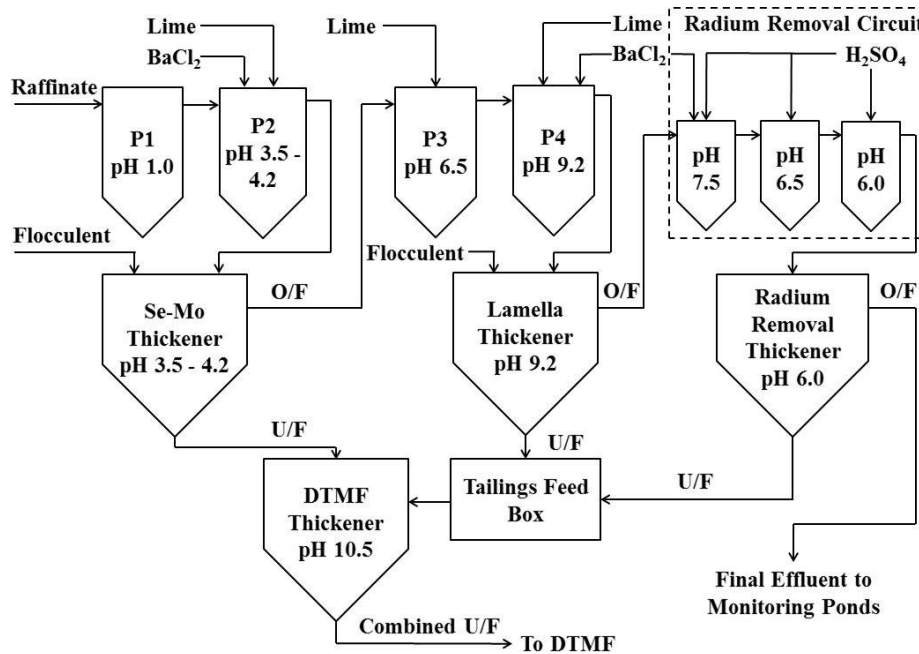 Lime
BaCl₂
Raffinate
P1
pH 1.0
P2
pH 3.5 -
4.2
Lime
P3
pH 6.5
Lime
BaCl₂
P4
pH 9.2
Radium Removal Circuit
H₂SO₄
pH
7.5
pH
6.5
pH
6.0
Flocculent
Se-Mo
Thickener
pH 3.5 - 4.2
O/F
Flocculent
Lamella
Thickener
pH 9.2
O/F
Radium
Removal
Thickener
pH 6.0
O/F
U/F
U/F
U/F
DTMF
Thickener
pH 10.5
Tailings Feed
Box
Combined U/F
To DTMF
Final Effluent to
Monitoring Ponds